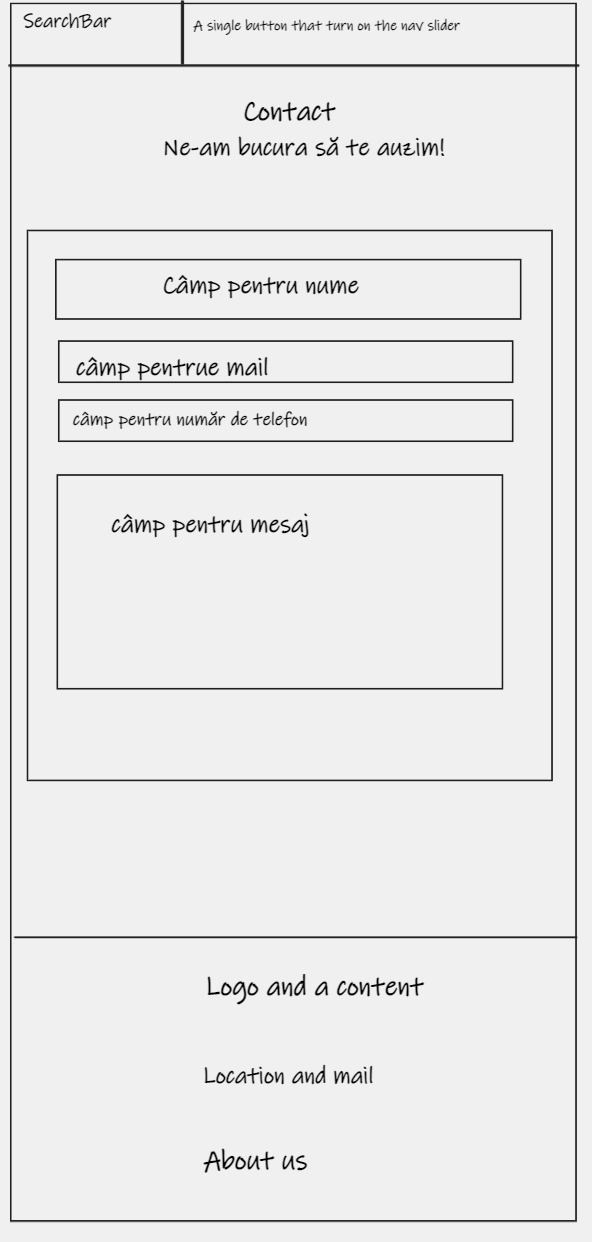 SearchBar
A single button that turn on the nav slider
Contact
Ne-am bucura să te auzim!
Câmp pentru nume
câmp pentrue mail
câmp pentru număr de telefon
câmp pentru mesaj
Logo and a content
Location and mail
About us